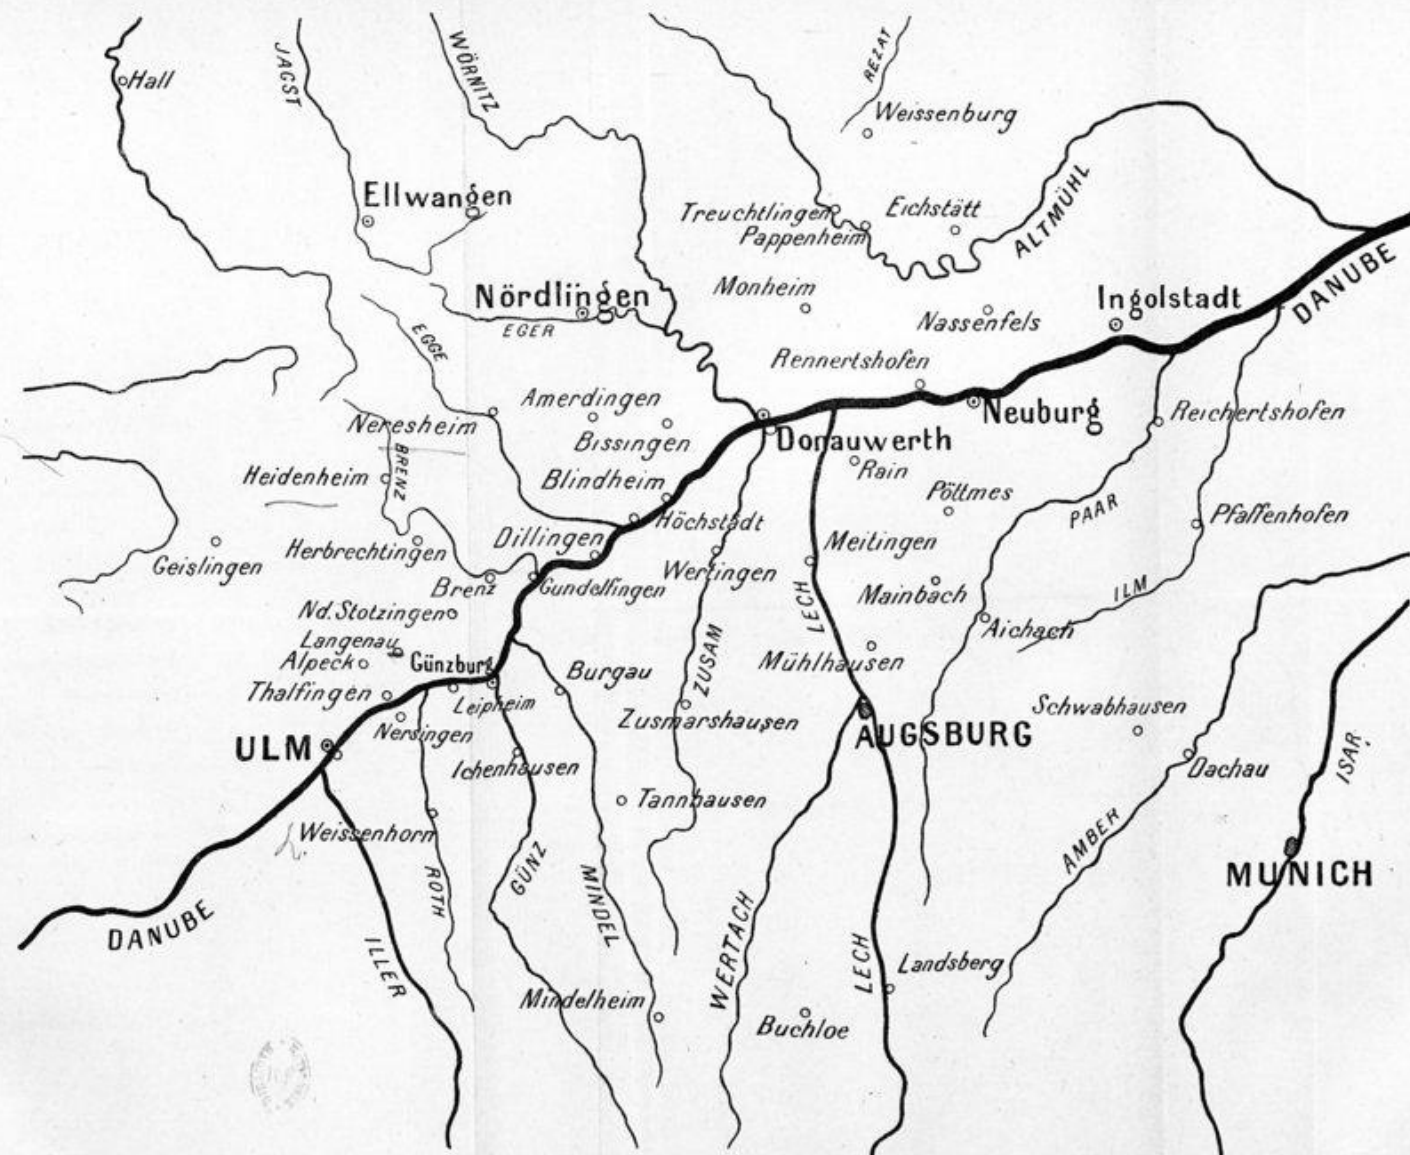 WÖRNITZ
REZAT
JAGST
Hall
Weissenburg
Ellwangen
ALTMÜHL
Treuchtlingen
Eichstätt
Pappenheim
Nördlingen
Monheim
Ingolstadt
DANUBE
EGER
EGGE
Nassenfels
Rennertshofen
Amerdingen
Neresheim
Bissingen
Donauwerth
Neuburg
Reichertshofen
BRENZ
Heidenheim
Blindheim
Rain
Pöttmes
PAAR
Höchstädt
Pfaffenhofen
Herbrechtingen
Dillingen
Meitingen
Geislingen
Wertingen
Brenz
Gundelfingen
Mainbach
ILM
LECH
Nd. Stotzingen
Aichach
Langenau
Alpeck
Günzburg
ZUSAM
Mühlhausen
Burgau
Thalfingen
Leipheim
Zusmarshausen
Schwabhausen
Nersingen
AUGSBURG
ULM
ISAR
Ichenhausen
Dachau
Tannhausen
Weissenhorn
AMBER
GÜNZ
MUNICH
ROTH
MINDEL
DANUBE
WERTACH
ILLER
LECH
Landsberg
Mindelheim
Buchloe